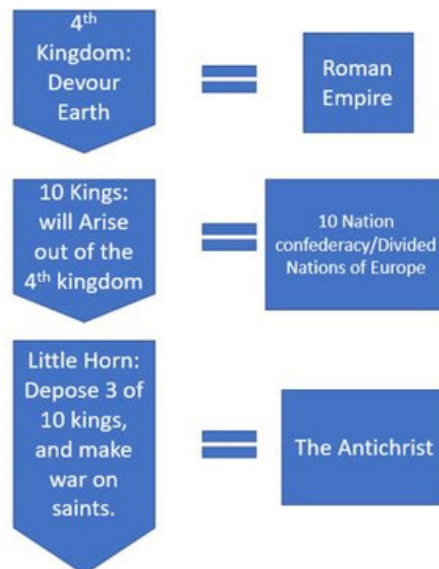 4th
Kingdom:
Devour
Earth
=
Roman
Empire
10 Kings:
will Arise
out of the
4th kingdom
=
10 Nation
confederacy/Divided
Nations of Europe
Little Horn:
Depose 3 of
10 kings,
and make
war on
saints.
=
The Antichrist